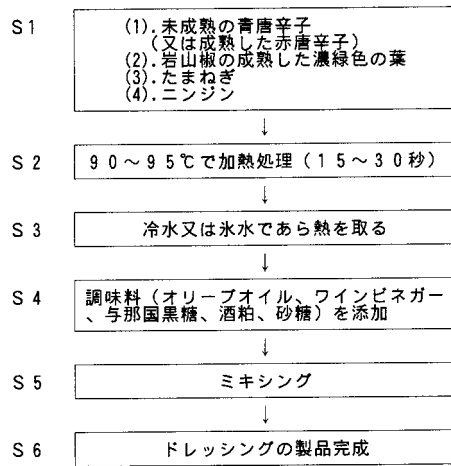 S1
(1).未成熟の青唐辛子
(又は成熟した赤唐辛子)
(2).岩山椒の成熟した濃緑色の葉
(3).たまねぎ
(4).ニンジン
↓
S2
90~95℃で加熱処理(15~30秒)
↓
S3
冷水又は氷水であら熱を取る
↓
S4
調味料(オリーブオイル、ワインビネガー
、与那国黒糖、酒粕、砂糖)を添加
↓
S5
ミキシング
↓
S6
ドレッシングの製品完成